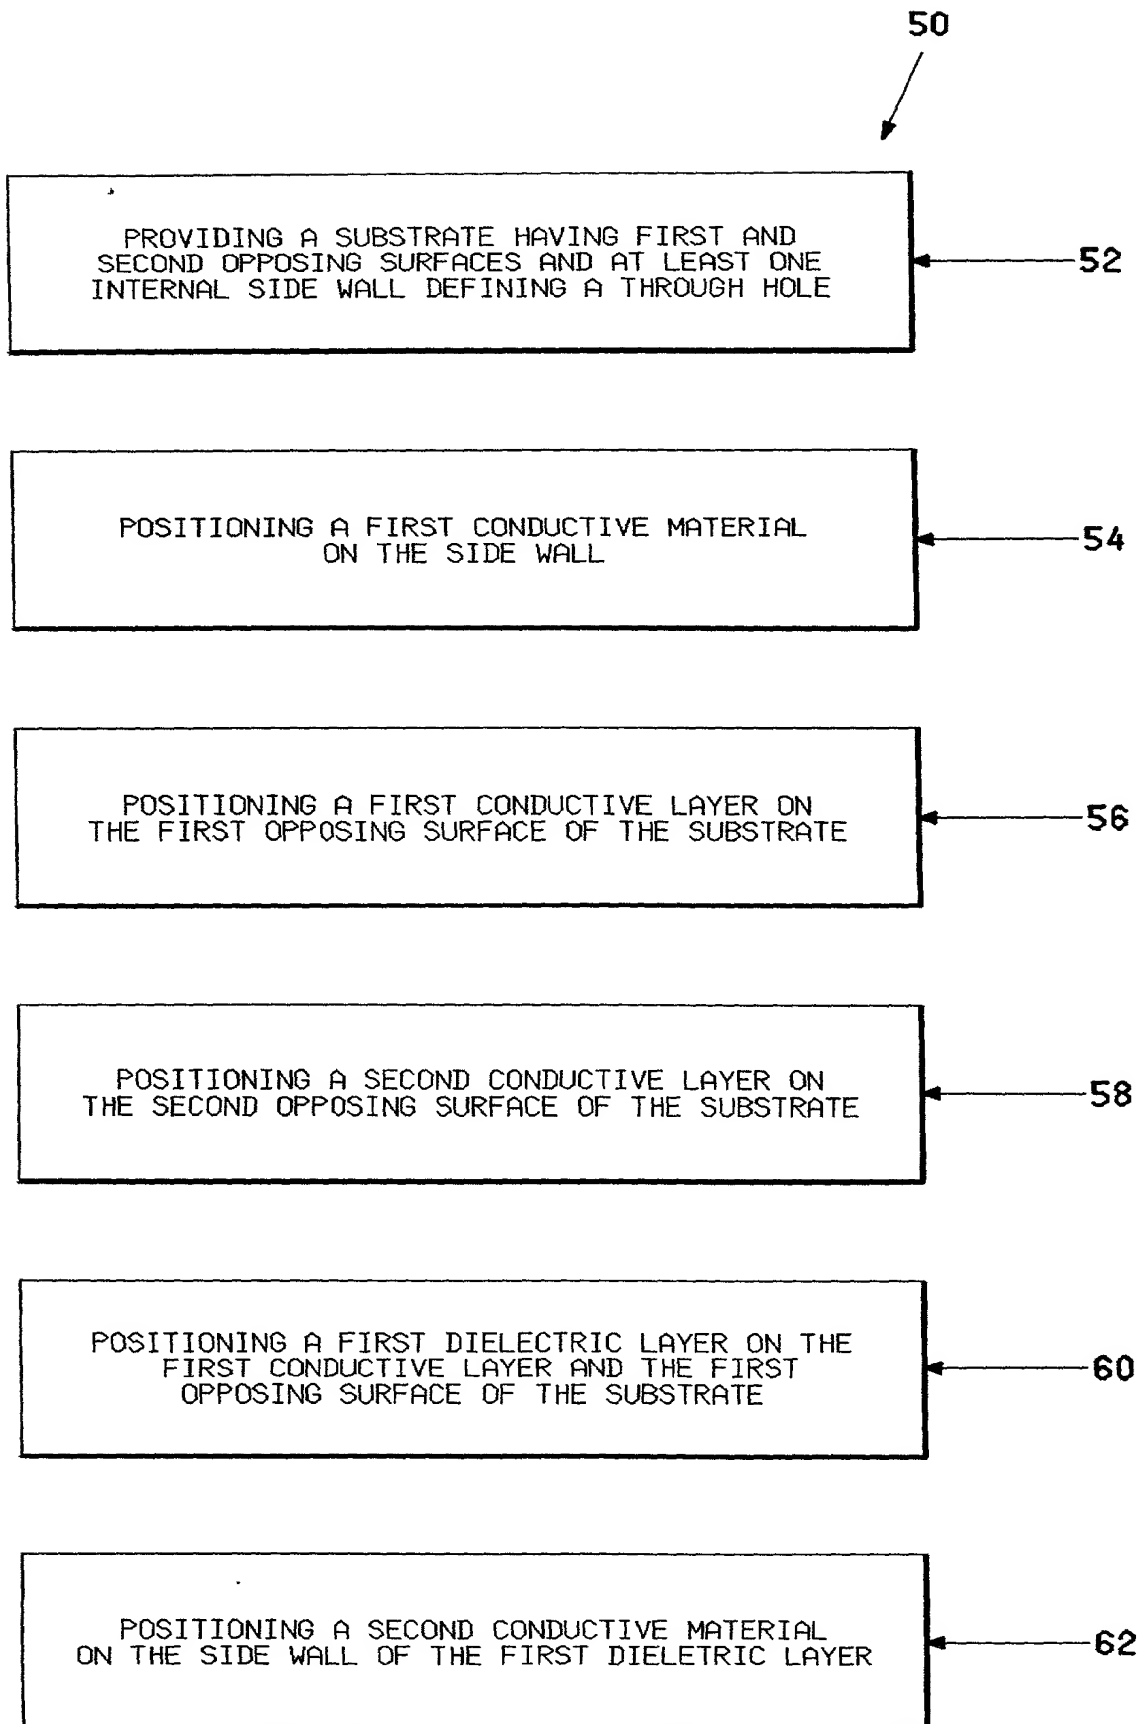 50
PROVIDING A SUBSTRATE HAVING FIRST AND
SECOND OPPOSING SURFACES AND AT LEAST ONE
INTERNAL SIDE WALL DEFINING A THROUGH HOLE
52
POSITIONING A FIRST CONDUCTIVE MATERIAL
ON THE SIDE WALL
54
POSITIONING A FIRST CONDUCTIVE LAYER ON
THE FIRST OPPOSING SURFACE OF THE SUBSTRATE
56
POSITIONING A SECOND CONDUCTIVE LAYER ON
THE SECOND OPPOSING SURFACE OF THE SUBSTRATE
58
POSITIONING A FIRST DIELECTRIC LAYER ON THE
FIRST CONDUCTIVE LAYER AND THE FIRST
OPPOSING SURFACE OF THE SUBSTRATE
60
POSITIONING A SECOND CONDUCTIVE MATERIAL
ON THE SIDE WALL OF THE FIRST DIELETRIC LAYER
62